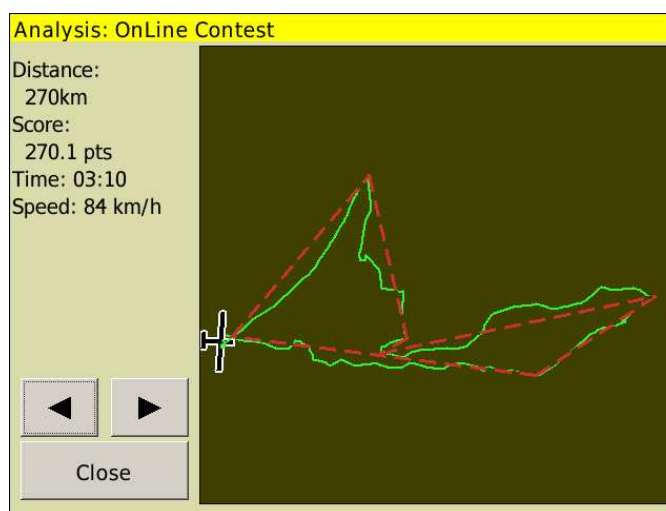 Analysis: OnLine Contest
Distance:
270km
Score:
270.1 pts
Time: 03:10
Speed: 84 km/h
Close